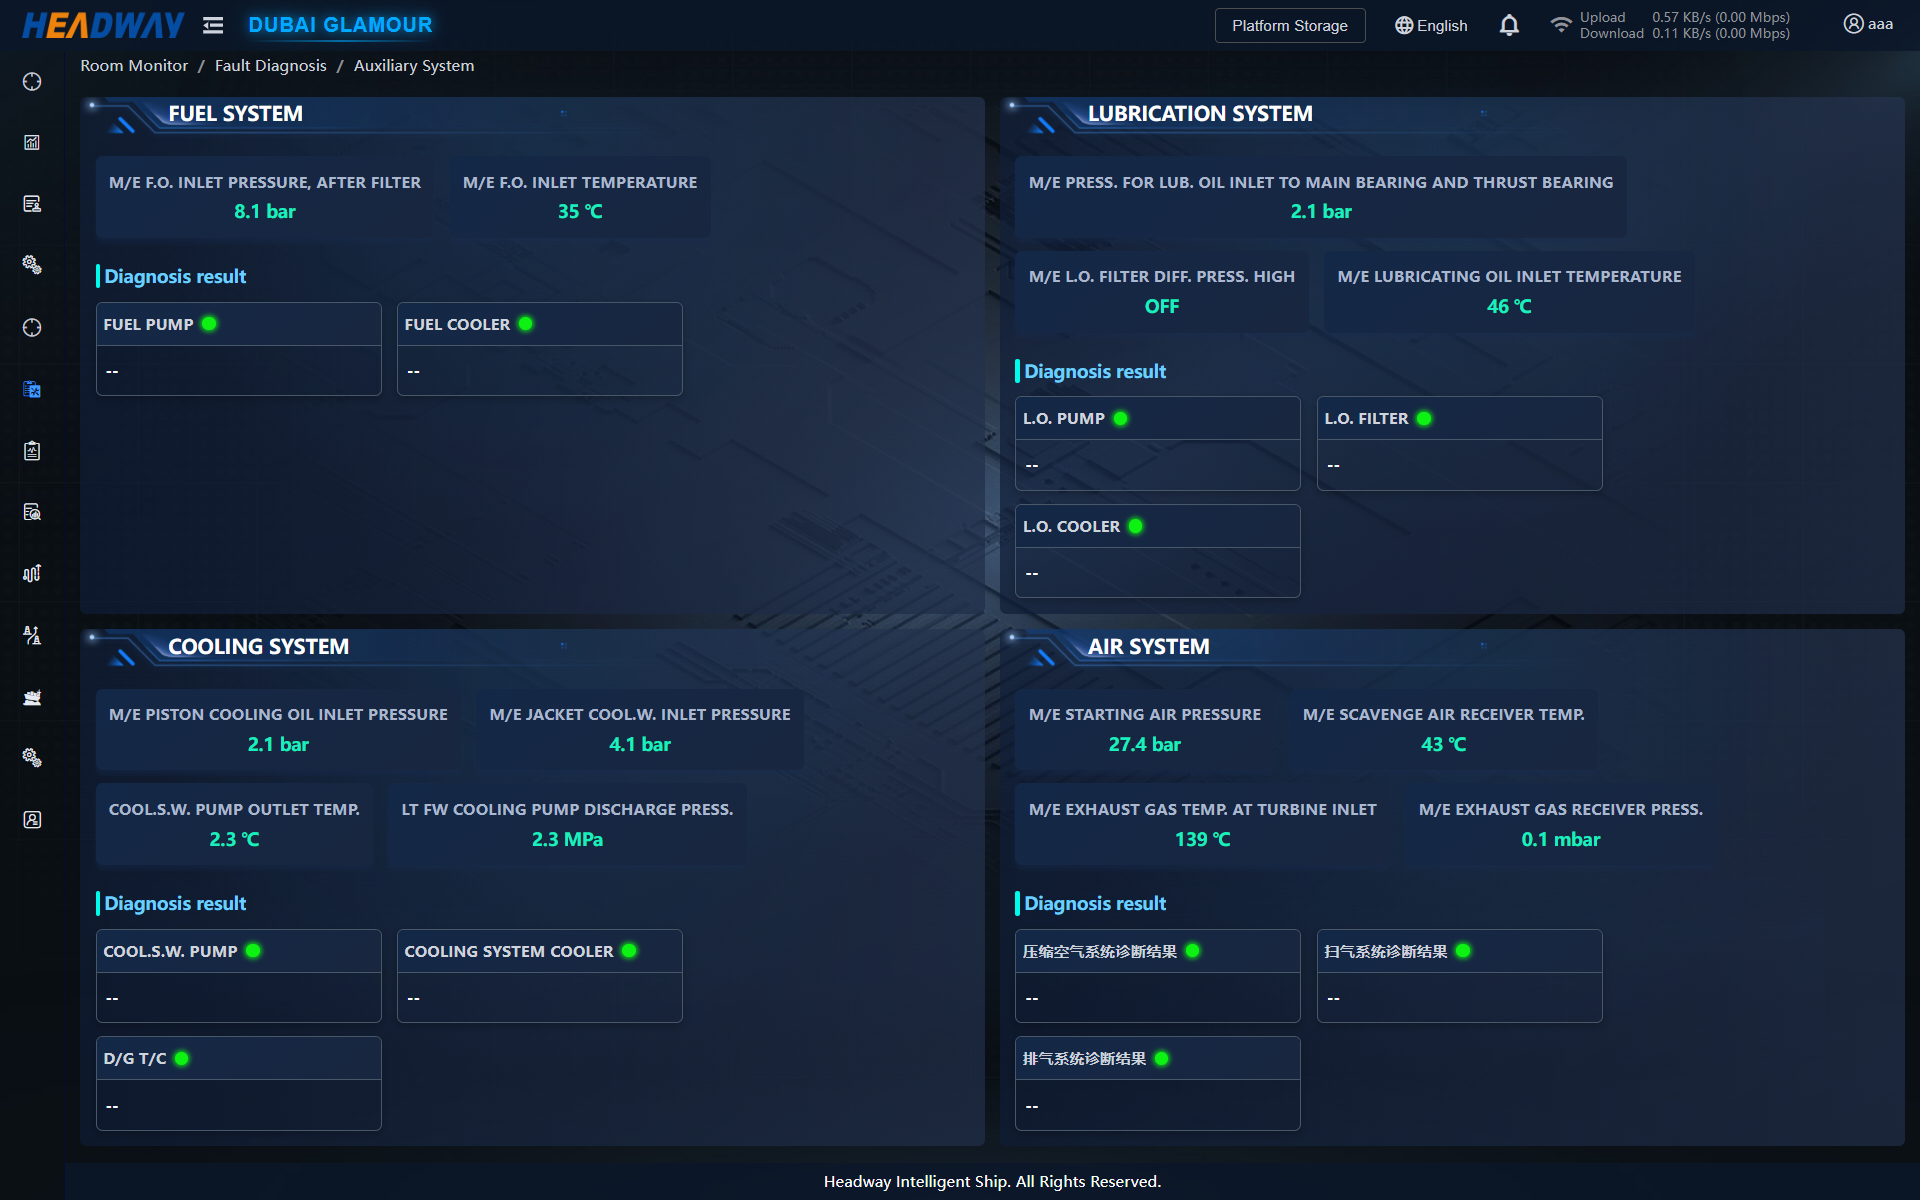 HEADWAY
DUBAI GLAMOUR
Platform Storage
English
Upload 0.57 KB/s (0.00 Mbps)
Download 0.11 KB/s (0.00 Mbps)
aaa
Room Monitor / Fault Diagnosis / Auxiliary System
FUEL SYSTEM
M/E F.O. INLET PRESSURE, AFTER FILTER
8.1 bar
M/E F.O. INLET TEMPERATURE
35 ℃
Diagnosis result
FUEL PUMP
--
FUEL COOLER
--
LUBRICATION SYSTEM
M/E PRESS. FOR LUB. OIL INLET TO MAIN BEARING AND THRUST BEARING
2.1 bar
M/E L.O. FILTER DIFF. PRESS. HIGH
OFF
M/E LUBRICATING OIL INLET TEMPERATURE
46 ℃
Diagnosis result
L.O. PUMP
--
L.O. FILTER
--
L.O. COOLER
--
COOLING SYSTEM
M/E PISTON COOLING OIL INLET PRESSURE
2.1 bar
M/E JACKET COOL.W. INLET PRESSURE
4.1 bar
COOL.S.W. PUMP OUTLET TEMP.
2.3 ℃
LT FW COOLING PUMP DISCHARGE PRESS.
2.3 MPa
Diagnosis result
COOL.S.W. PUMP
--
COOLING SYSTEM COOLER
--
D/G T/C
--
AIR SYSTEM
M/E STARTING AIR PRESSURE
27.4 bar
M/E SCAVENGE AIR RECEIVER TEMP.
43 ℃
M/E EXHAUST GAS TEMP. AT TURBINE INLET
139 ℃
M/E EXHAUST GAS RECEIVER PRESS.
0.1 mbar
Diagnosis result
压缩空气系统诊断结果
--
扫气系统诊断结果
--
排气系统诊断结果
--
Headway Intelligent Ship. All Rights Reserved.